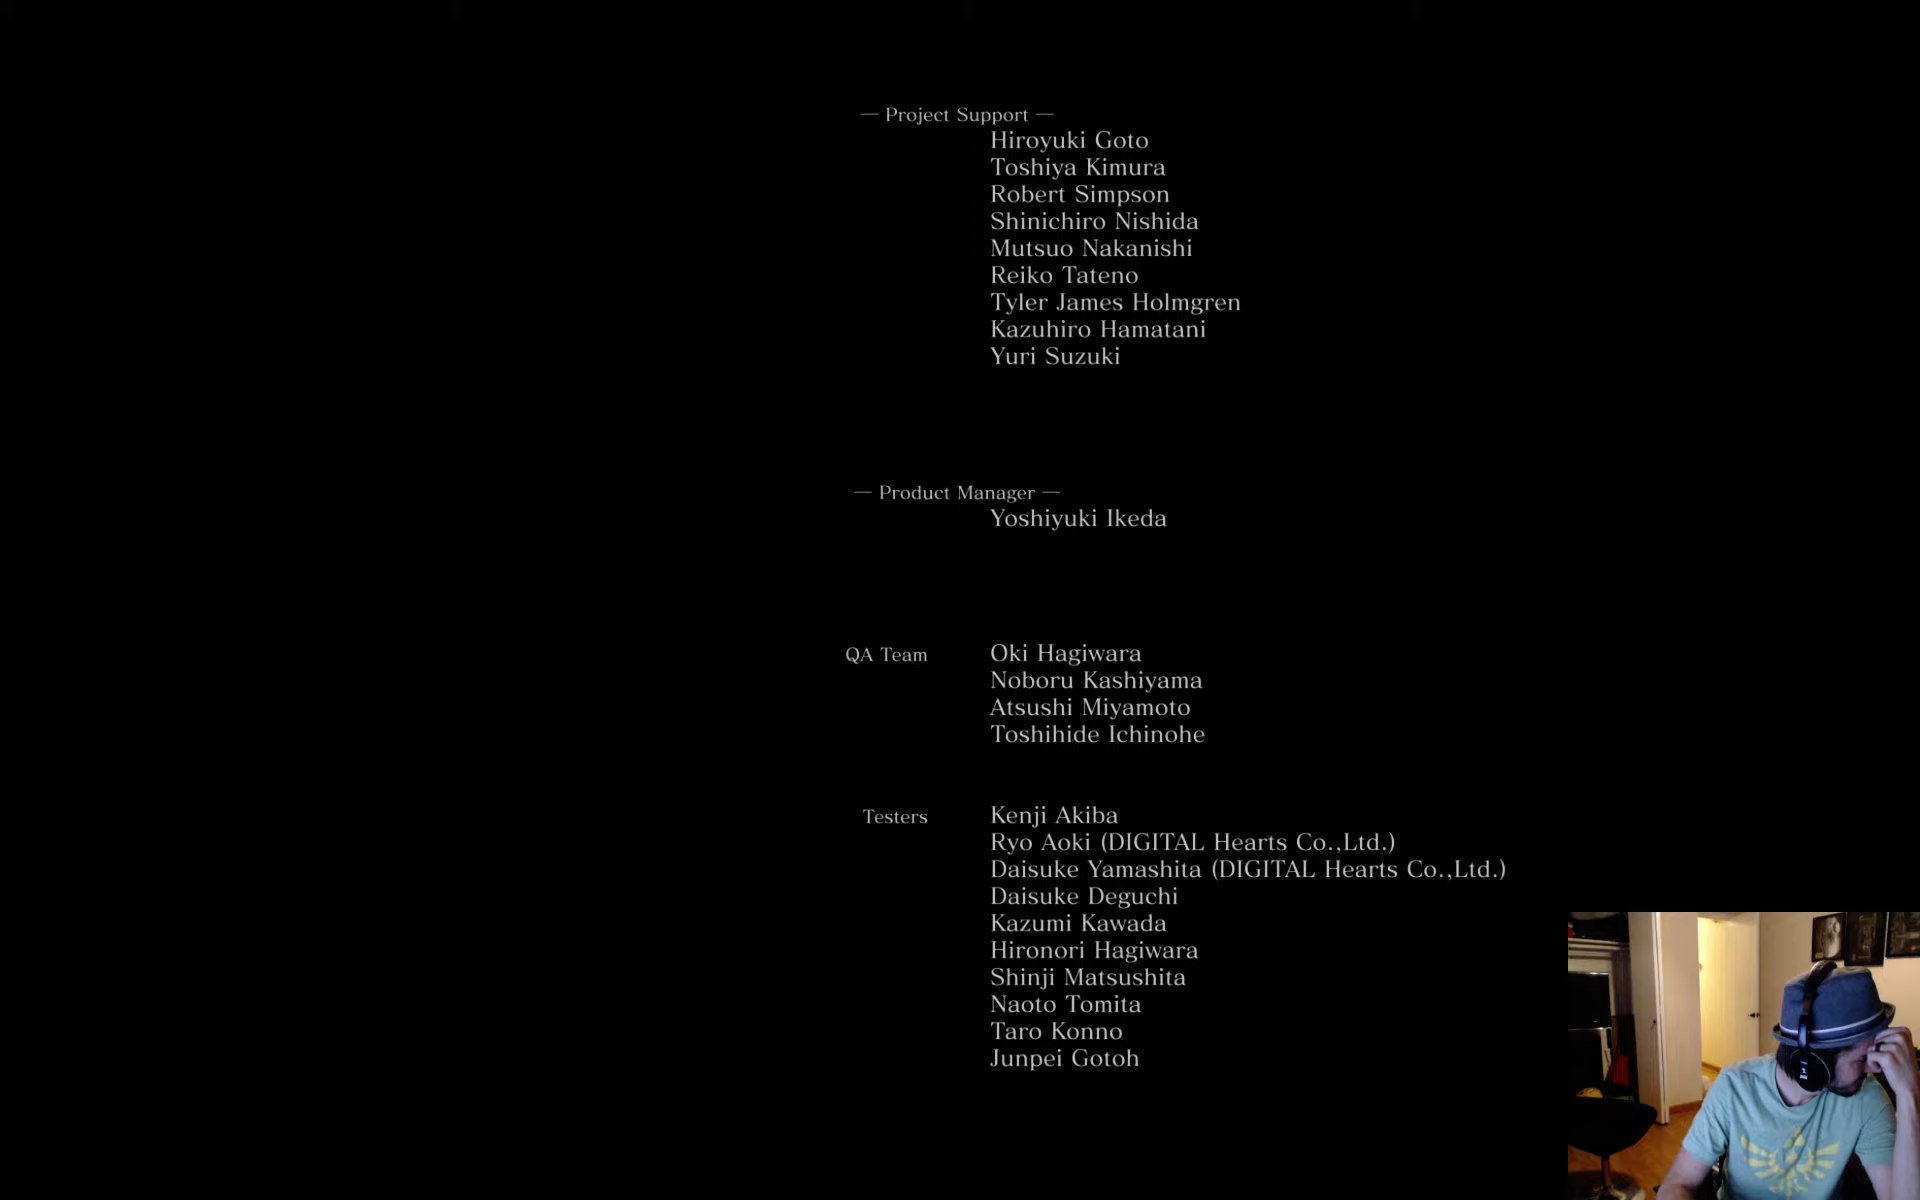 — Project Support —
Hiroyuki Goto
Toshiya Kimura
Robert Simpson
Shinichiro Nishida
Mutsuo Nakanishi
Reiko Tateno
Tyler James Holmgren
Kazuhiro Hamatani
Yuri Suzuki
— Product Manager —
Yoshiyuki Ikeda
QA Team Oki Hagiwara
Noboru Kashiyama
Atsushi Miyamoto
Toshihide Ichinohe
Testers Kenji Akiba
Ryo Aoki (DIGITAL Hearts Co.,Ltd.)
Daisuke Yamashita (DIGITAL Hearts Co.,Ltd.)
Daisuke Deguchi
Kazumi Kawada
Hironori Hagiwara
Shinji Matsushita
Naoto Tomita
Taro Konno
Junpei Gotoh